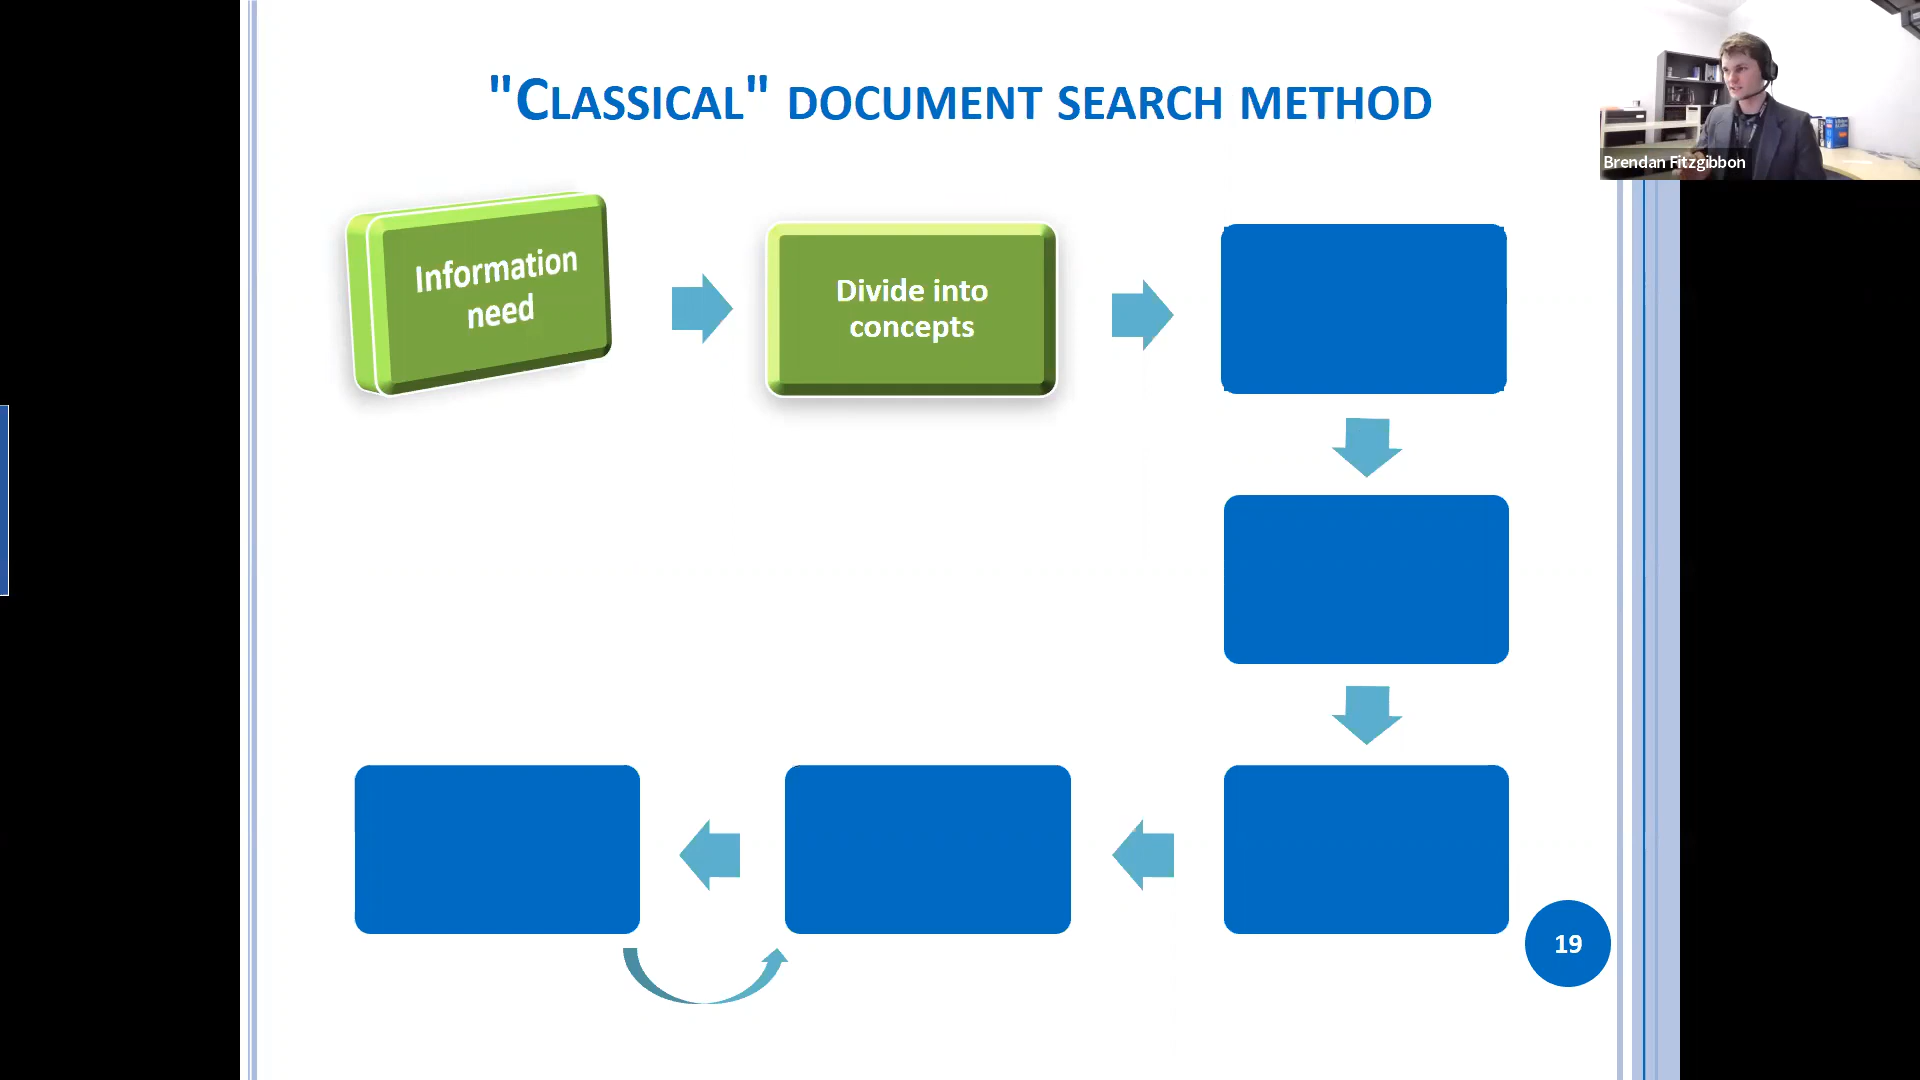 "CLASSICAL" DOCUMENT SEARCH METHOD
Brendan Fitzgibbon
Information
need
Divide into
concepts
19